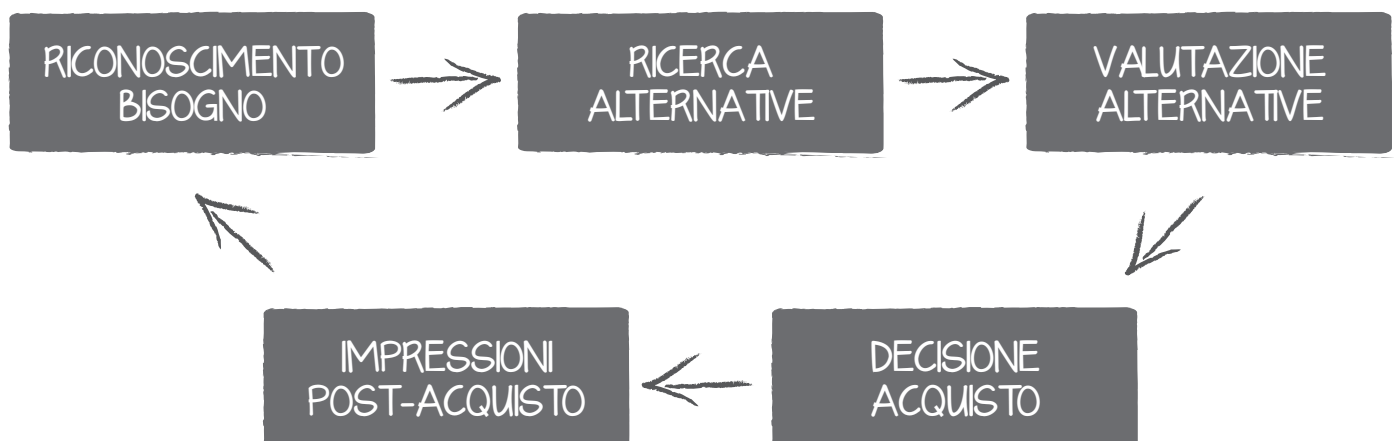 RICONOSCIMENTO
BISOGNO
RICERCA
ALTERNATIVE
VALUTAZIONE
ALTERNATIVE
IMPRESSIONI
POST-ACQUISTO
DECISIONE
ACQUISTO